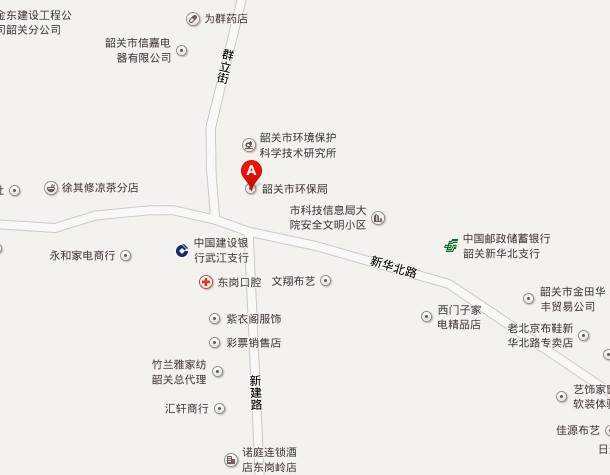 金东建设工程公
司韶关分公司
为群药店
韶关市信嘉电
器有限公司
群立街
韶关市环境保护
科学技术研究所
A
韶关市环保局
徐其修凉茶分店
社
市科技信息局大
院安全文明小区
中国建设银
行武江支行
永和家电商行
中国邮政储蓄银行
韶关新华北支行
新华北路
东岗口腔
文翔布艺
韶关市金田华
丰贸易公司
西门子家
电精品店
紫衣阁服饰
老北京布鞋新
华北路专卖店
彩票销售店
竹兰雅家纺
韶关总代理
新建路
艺饰家窗
软装体验
汇轩商行
佳源布艺
诺庭连锁酒
店东岗岭店
日